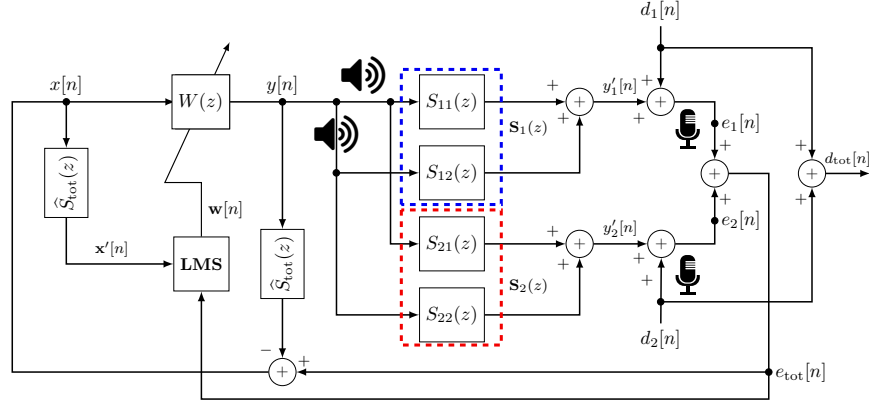 d₁[n]
x[n]
W(z)
y[n]
S₁₁(z)
+
+
+
y′₁[n]
+
+
+
S₁(z)
e₁[n]
+
+
+
d_tot[n]
Ŝ_tot(z)
S₁₂(z)
+
+
w[n]
+
e₂[n]
x′[n]
LMS
Ŝ_tot(z)
S₂₁(z)
+
+
+
y′₂[n]
+
+
+
S₂(z)
S₂₂(z)
d₂[n]
−
+
+
e_tot[n]